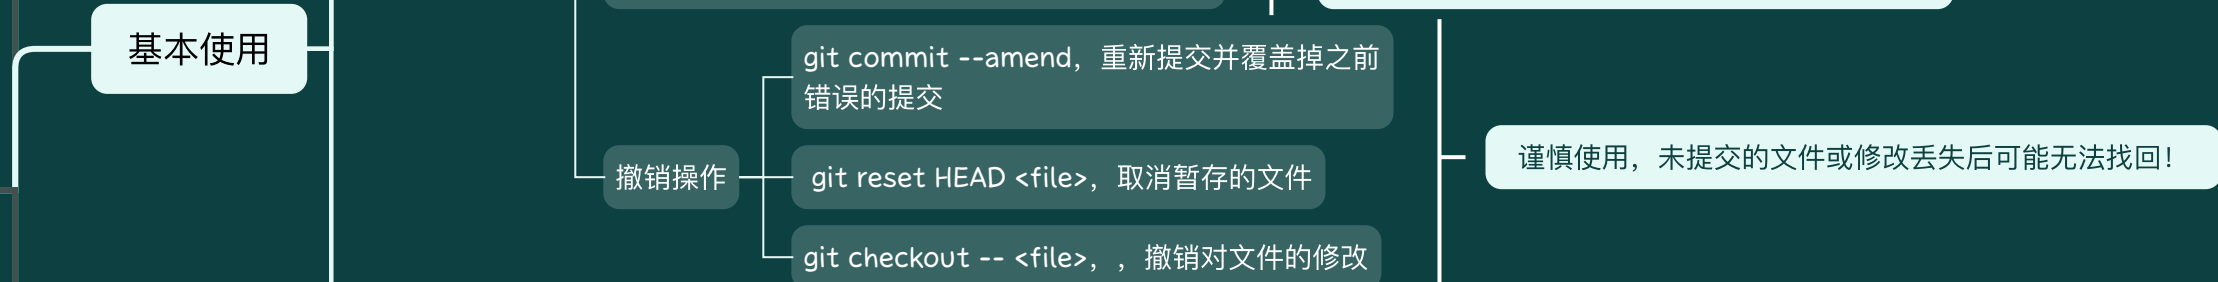 基本使用
git commit --amend，重新提交并覆盖掉之前
错误的提交
撤销操作
git reset HEAD <file>，取消暂存的文件
谨慎使用，未提交的文件或修改丢失后可能无法找回！
git checkout -- <file>，，撤销对文件的修改